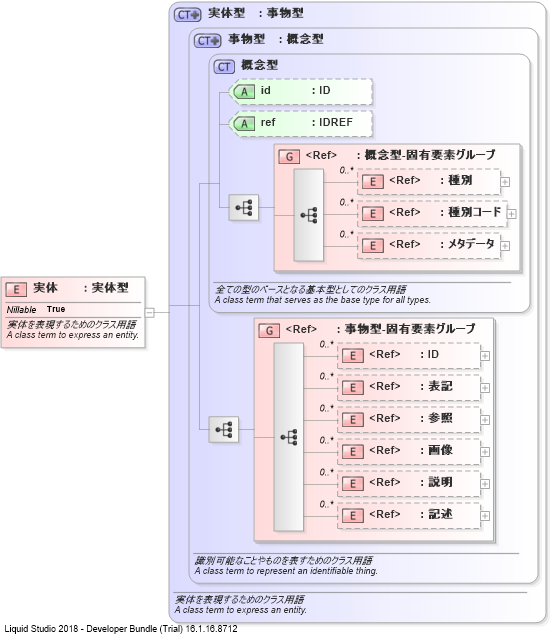 CT 実体型 : 事物型
CT 事物型 : 概念型
CT 概念型
A id : ID
A ref : IDREF
G <Ref> : 概念型-固有要素グループ
0..*
E <Ref> : 種別
0..*
E <Ref> : 種別コード
0..*
E <Ref> : メタデータ
全ての型のベースとなる基本型としてのクラス用語
A class term that serves as the base type for all types.
E 実体 : 実体型
Nillable True
実体を表現するためのクラス用語
A class term to express an entity.
G <Ref> : 事物型-固有要素グループ
0..*
E <Ref> : ID
0..*
E <Ref> : 表記
0..*
E <Ref> : 参照
0..*
E <Ref> : 画像
0..*
E <Ref> : 説明
0..*
E <Ref> : 記述
識別可能なことやものを表すためのクラス用語
A class term to represent an identifiable thing.
実体を表現するためのクラス用語
A class term to express an entity.
Liquid Studio 2018 - Developer Bundle (Trial) 16.1.16.8712